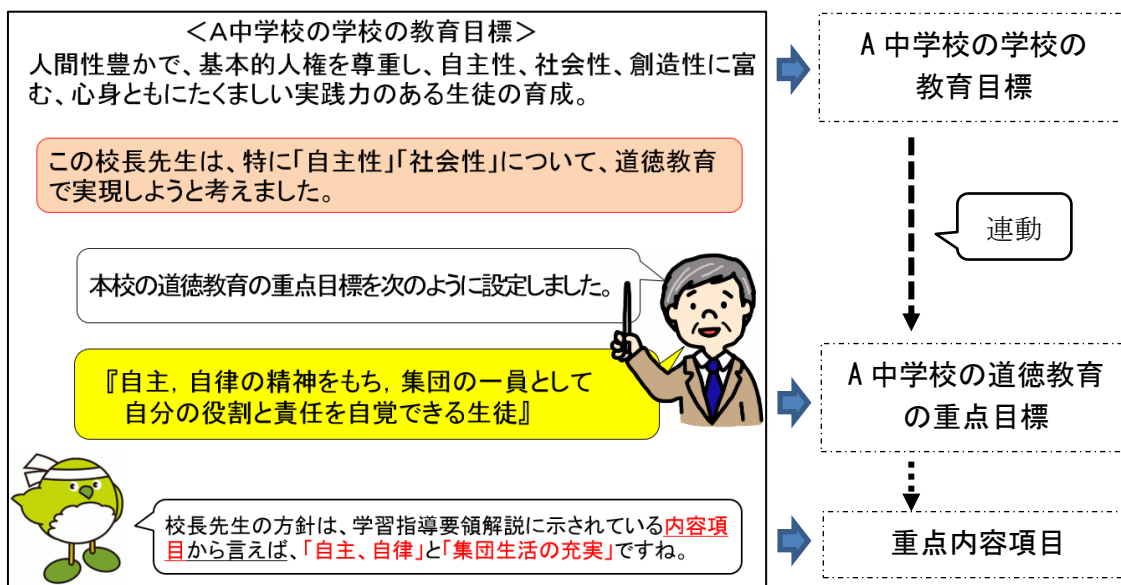 ＜A中学校の学校の教育目標＞
人間性豊かで、基本的人権を尊重し、自主性、社会性、創造性に富
む、心身ともにたくましい実践力のある生徒の育成。
この校長先生は、特に「自主性」「社会性」について、道徳教育
で実現しようと考えました。
本校の道徳教育の重点目標を次のように設定しました。
『自主，自律の精神をもち，集団の一員として
自分の役割と責任を自覚できる生徒』
校長先生の方針は、学習指導要領解説に示されている内容項
目から言えば、「自主、自律」と「集団生活の充実」ですね。
A 中学校の学校の
教育目標
連動
A 中学校の道徳教育
の重点目標
重点内容項目